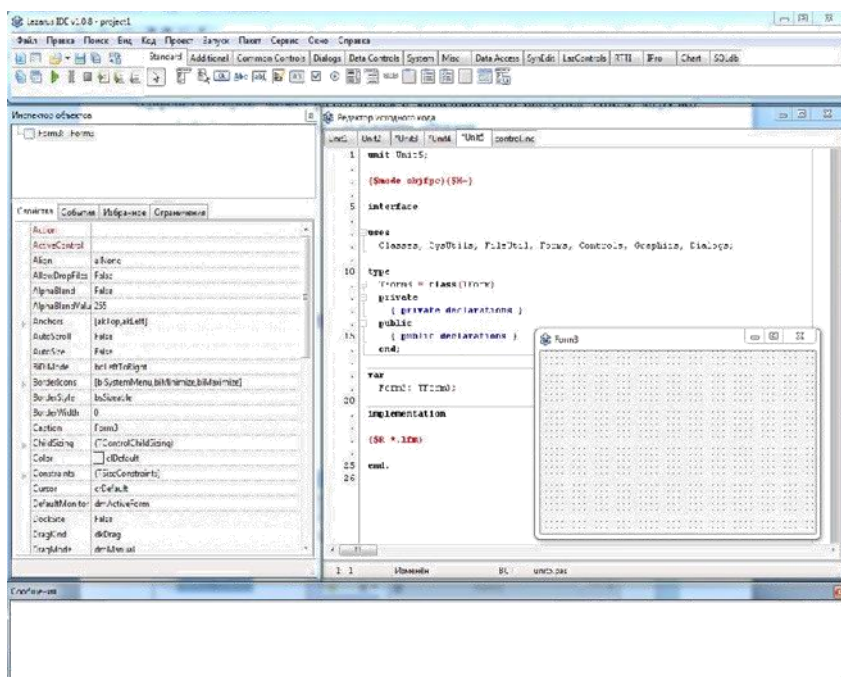 Lazarus IDE v1.0.8 - project1
Файл Правка Поиск Вид Код Проект Запуск Пакет Сервис Окно Справка
Standard Additional Common Controls Dialogs Data Controls System Misc Data Access SynEdit LazControls RTTI IPro Chart SQLdb
Инспектор объектов
Form3: TForm3
Свойства События Избранное Ограничения
Action
ActiveControl
Align alNone
AllowDropFiles False
AlphaBlend False
AlphaBlendValu 255
Anchors [akTop,akLeft]
AutoScroll False
AutoSize False
BiDiMode bdLeftToRight
BorderIcons [biSystemMenu,biMinimize,biMaximize]
BorderStyle bsSizeable
BorderWidth 0
Caption Form3
ChildSizing (TControlChildSizing)
Color clDefault
Constraints (TSizeConstraints)
Cursor crDefault
DefaultMonitor dmActiveForm
DockSite False
DragKind dkDrag
DragMode dmManual
Редактор исходного кода
Unit1 Unit2 *Unit3 *Unit4 *Unit5 control.inc
1 unit Unit5;
{$mode objfpc}{$H+}
5 interface
uses
Classes, SysUtils, FileUtil, Forms, Controls, Graphics, Dialogs;
10 type
TForm3 = class(TForm)
private
{ private declarations }
public
15 { public declarations }
end;
var
Form3: TForm3;
20
implementation
{$R *.lfm}
25 end.
26
Form3
1: 1 Изменён ВСТ unit5.pas
Сообщения